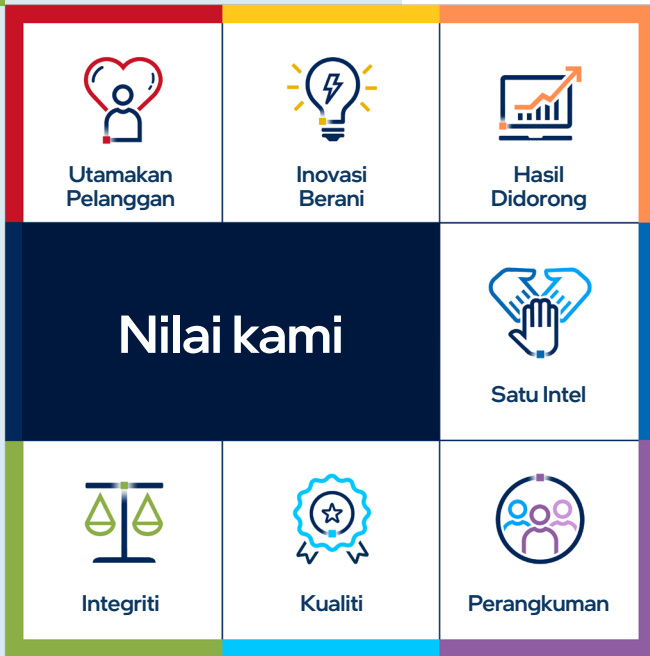 Utamakan
Pelanggan
Inovasi
Berani
Hasil
Didorong
Nilai kami
Satu Intel
Integriti
Kualiti
Perangkuman